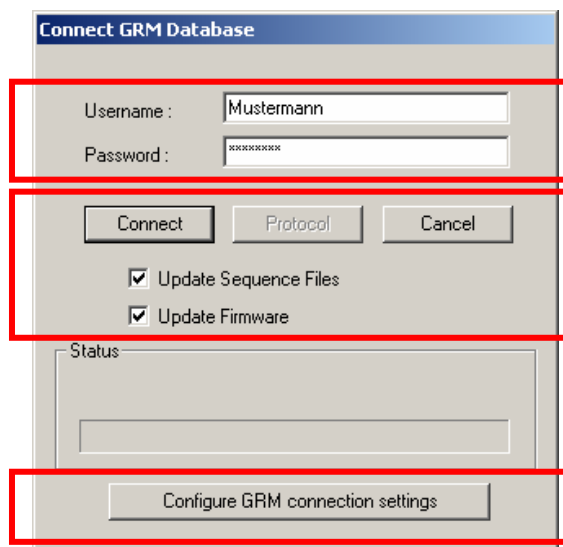 Connect GRM Database
Username : Mustermann
Password : ××××××××
Connect Protocol Cancel
Update Sequence Files
Update Firmware
Status
Configure GRM connection settings